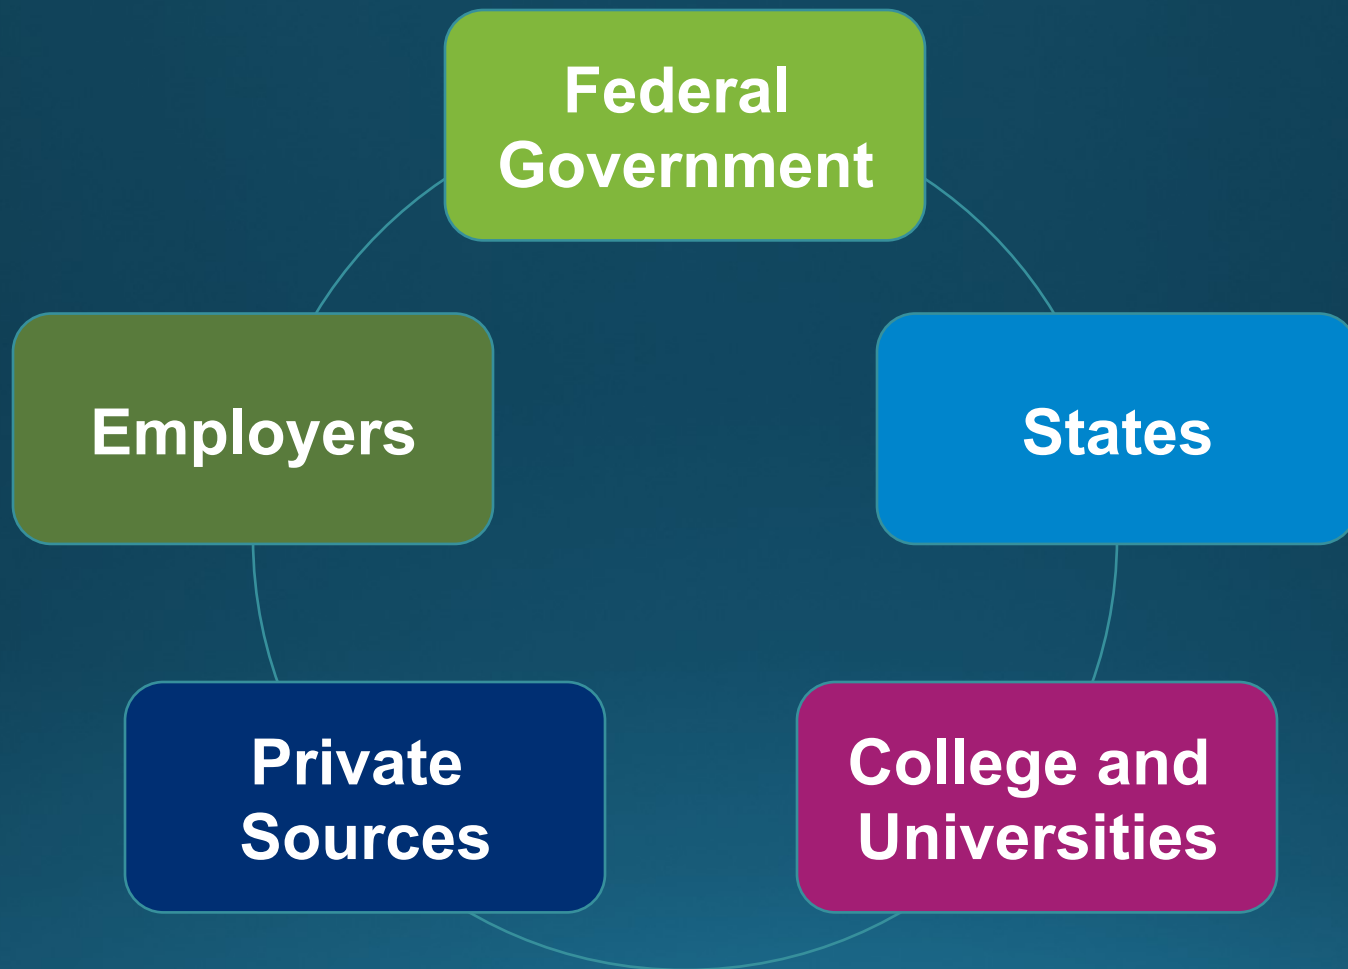 Federal
Government
Employers
States
Private
Sources
College and
Universities